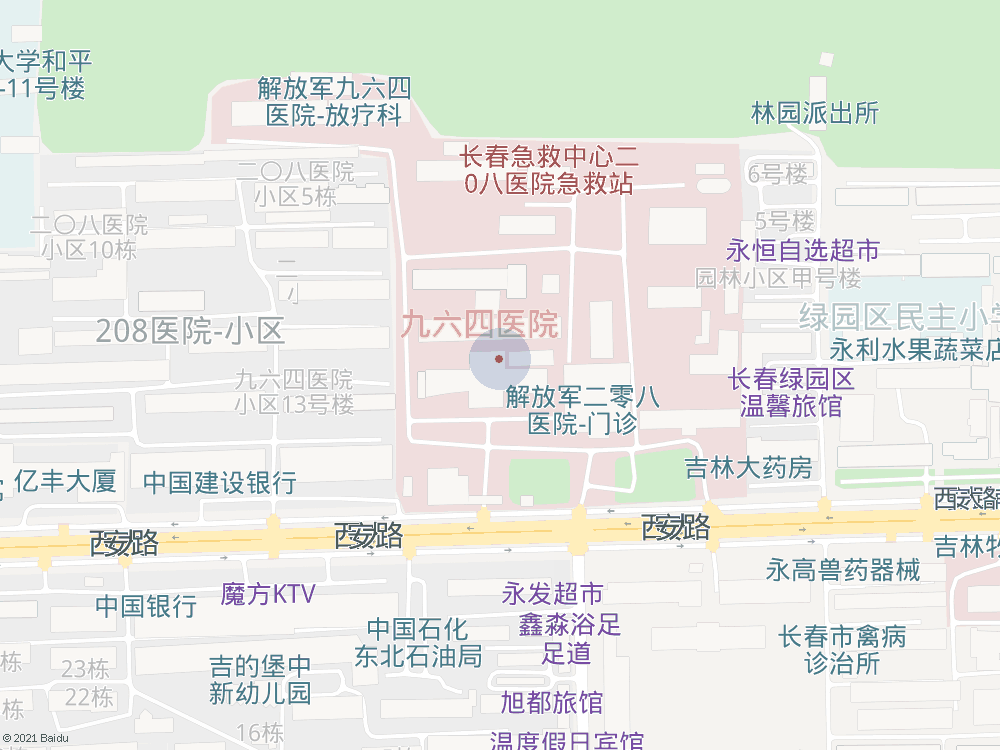 大学和平
-11号楼
解放军九六四
医院-放疗科
林园派出所
长春急救中心二
0八医院急救站
二〇八医院
小区5栋
6号楼
二〇八医院
小区10栋
5号楼
永恒自选超市
二
小
园林小区甲号楼
208医院-小区
九六四医院
绿园区民主小学
永利水果蔬菜店
九六四医院
小区13号楼
解放军二零八
医院-门诊
长春绿园区
温馨旅馆
亿丰大厦
中国建设银行
吉林大药房
西安路
西安路
西安路
吉林牧
魔方KTV
中国银行
永发超市
永高兽药器械
鑫淼浴足
足道
中国石化
东北石油局
长春市禽病
诊治所
栋
23栋
22栋
吉的堡中
新幼儿园
旭都旅馆
栋
16栋
温度假日宾馆
© 2021 Baidu